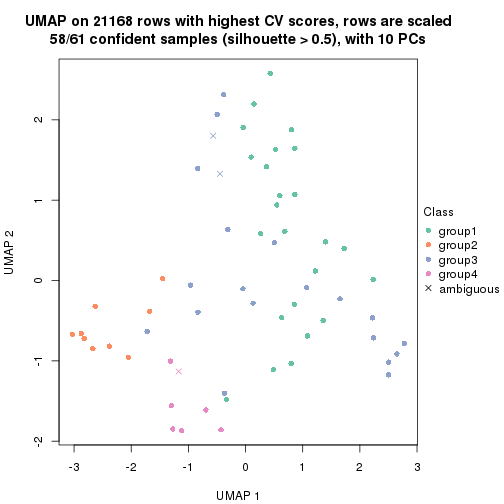 UMAP on 21168 rows with highest CV scores, rows are scaled
58/61 confident samples (silhouette > 0.5), with 10 PCs
2
1
0
-1
-2
UMAP 2
-3
-2
-1
0
1
2
3
UMAP 1
Class
group1
group2
group3
group4
ambiguous